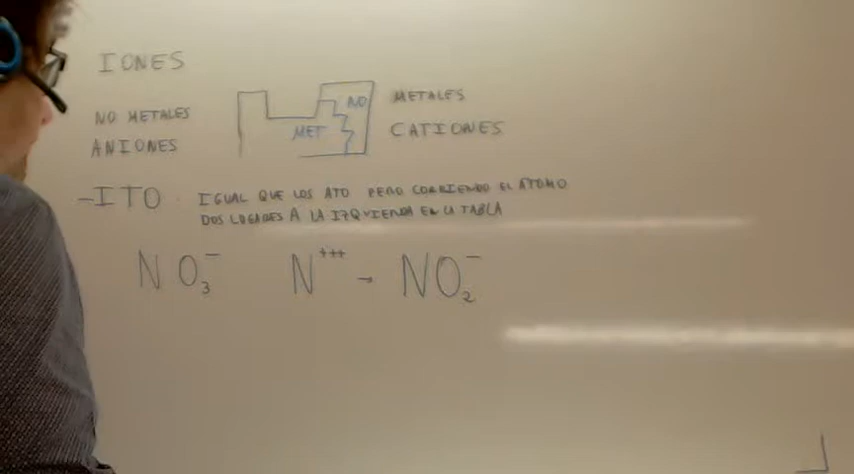 IONES
NO METALES
ANIONES
NO
MET
METALES
CATIONES
-ITO IGUAL QUE LOS ATO PERO CORRIENDO EL ÁTOMO
DOS LUGARES A LA IZQUIERDA EN LA TABLA
NO₃⁻ N⁺⁺⁺ → NO₂⁻